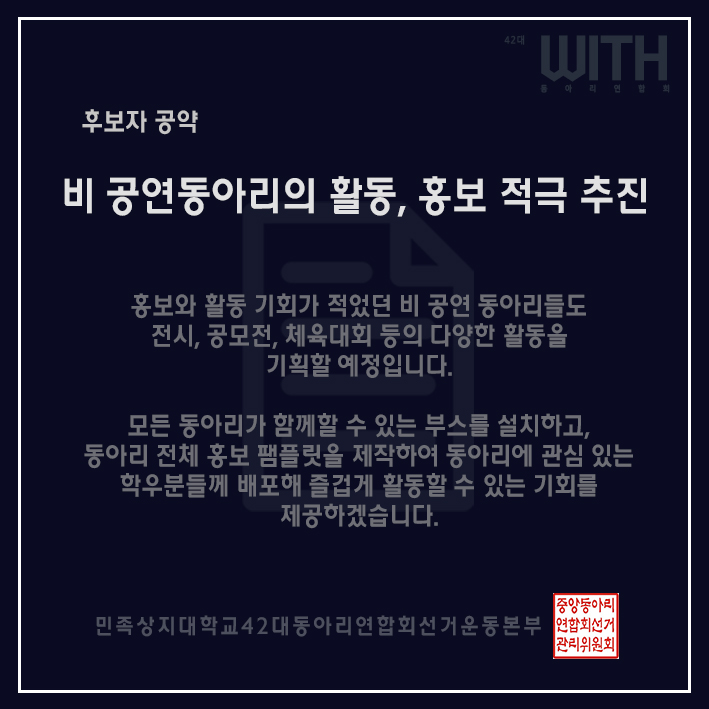 42대
WITH
동아리연합회
후보자 공약
비 공연동아리의 활동, 홍보 적극 추진
홍보와 활동 기회가 적었던 비 공연 동아리들도
전시, 공모전, 체육대회 등의 다양한 활동을
기획할 예정입니다.
모든 동아리가 함께할 수 있는 부스를 설치하고,
동아리 전체 홍보 팸플릿을 제작하여 동아리에 관심 있는
학우분들께 배포해 즐겁게 활동할 수 있는 기회를
제공하겠습니다.
민족상지대학교42대동아리연합회선거운동본부
중앙동아리
연합회선거
관리위원회